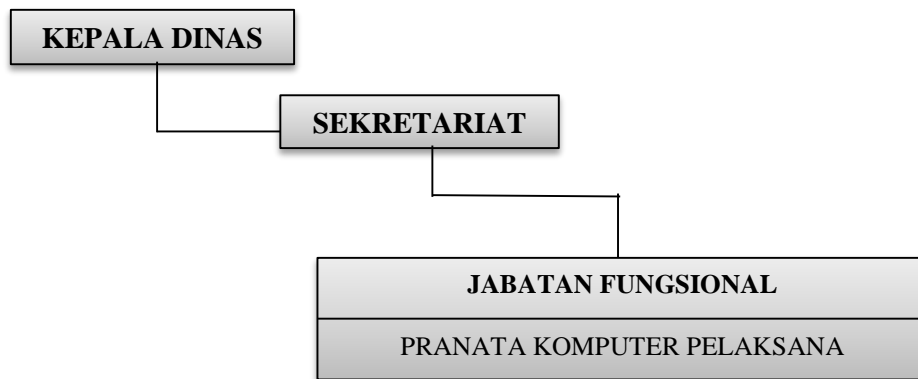 KEPALA DINAS
SEKRETARIAT
JABATAN FUNGSIONAL
PRANATA KOMPUTER PELAKSANA